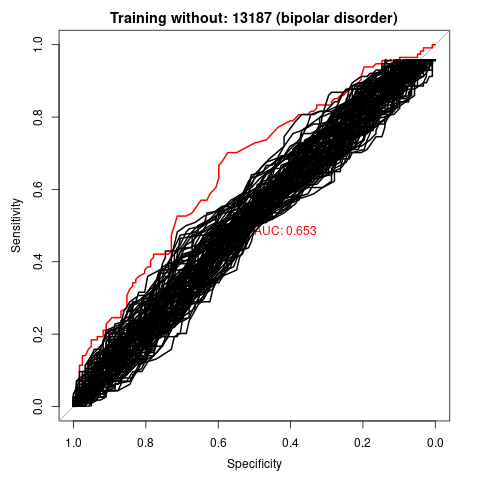 Training without: 13187 (bipolar disorder)
Sensitivity
1.0
0.8
0.6
0.4
0.2
0.0
AUC: 0.653
1.0 0.8 0.6 0.4 0.2 0.0
Specificity